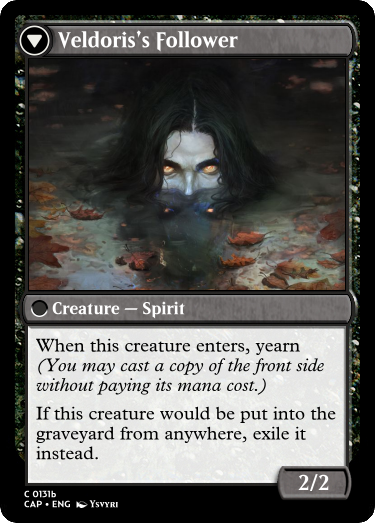 Veldoris's Follower
Creature — Spirit
When this creature enters, yearn
(You may cast a copy of the front side
without paying its mana cost.)
If this creature would be put into the
graveyard from anywhere, exile it
instead.
2/2
C 0131b
CAP • ENG Ysvyri